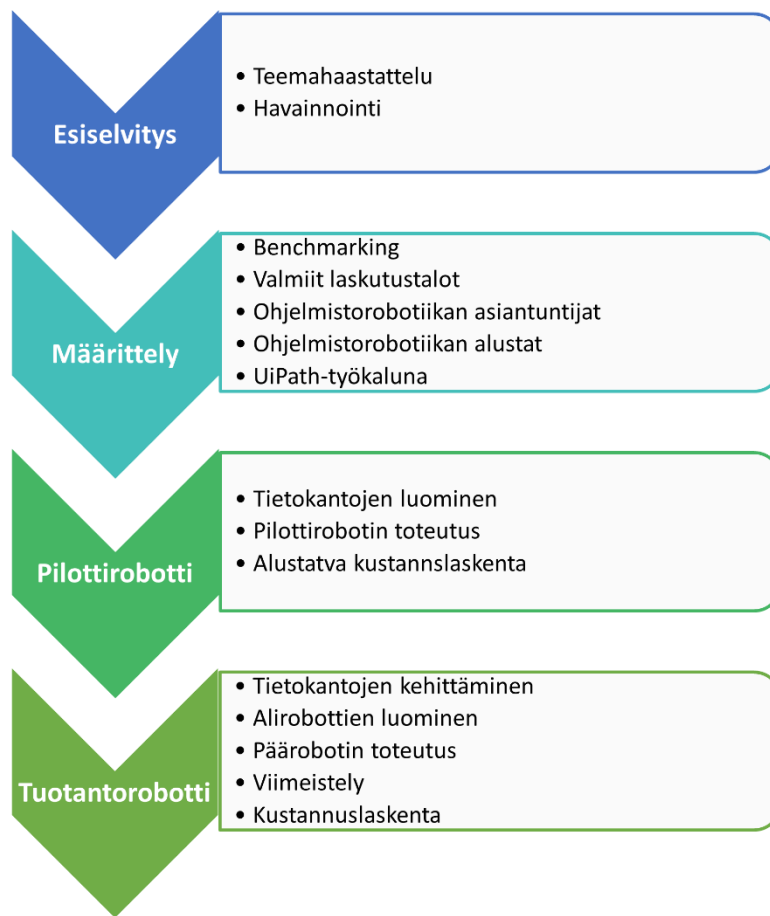 Esiselvitys
• Teemahaastattelu
• Havainnointi
Määrittely
• Benchmarking
• Valmiit laskutustalot
• Ohjelmistorobotiikan asiantuntijat
• Ohjelmistorobotiikan alustat
• UiPath-työkaluna
Pilottirobotti
• Tietokantojen luominen
• Pilottirobotin toteutus
• Alustatva kustannslaskenta
Tuotantorobotti
• Tietokantojen kehittäminen
• Alirobottien luominen
• Päärobotin toteutus
• Viimeistely
• Kustannuslaskenta